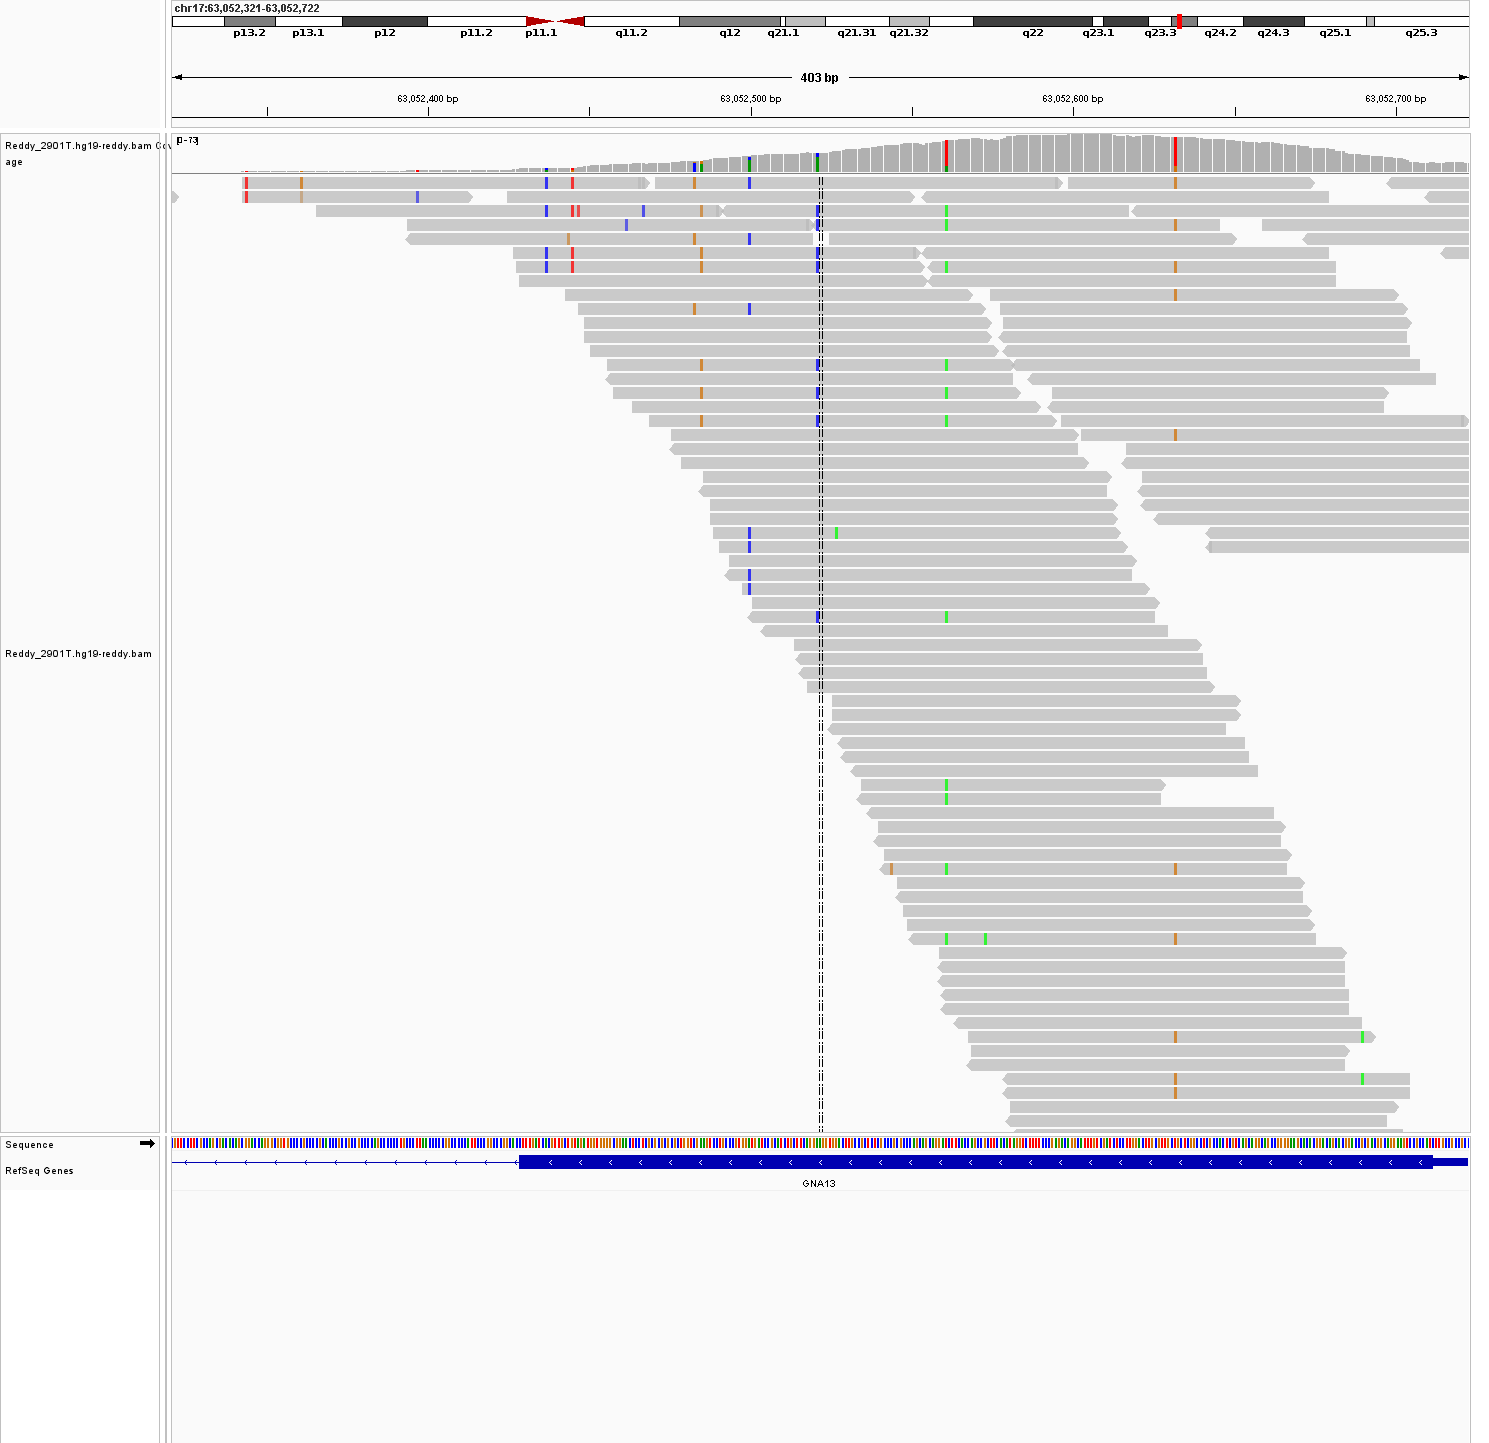 chr17:63,052,321-63,052,722
p13.2 p13.1 p12 p11.2 p11.1 q11.2 q12 q21.1 q21.31 q21.32 q22 q23.1 q23.3 q24.2 q24.3 q25.1 q25.3
403 bp
63,052,400 bp 63,052,500 bp 63,052,600 bp 63,052,700 bp
Reddy_2901T.hg19-reddy.bam Cov
age
[0-73]
Reddy_2901T.hg19-reddy.bam
Sequence
RefSeq Genes
GNA13